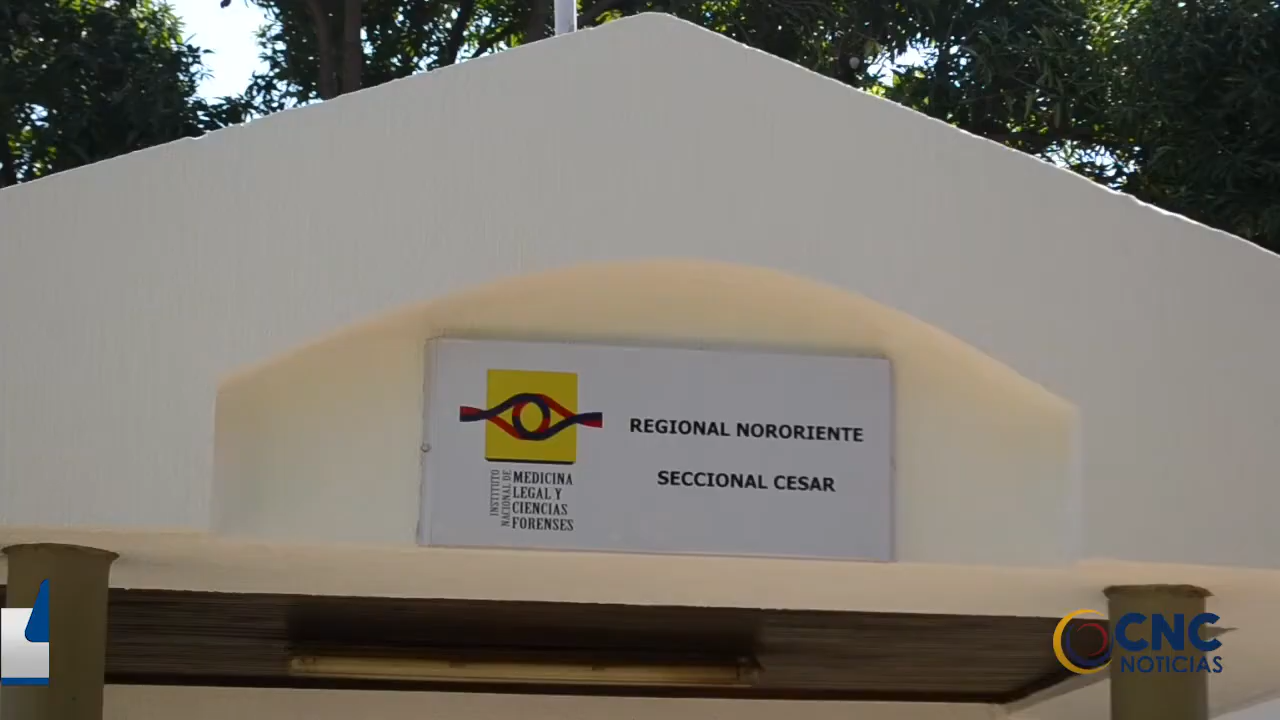 REGIONAL NORORIENTE
SECCIONAL CESAR
INSTITUTO
NACIONAL DE
MEDICINA
LEGAL Y
CIENCIAS
FORENSES
CNC
NOTICIAS